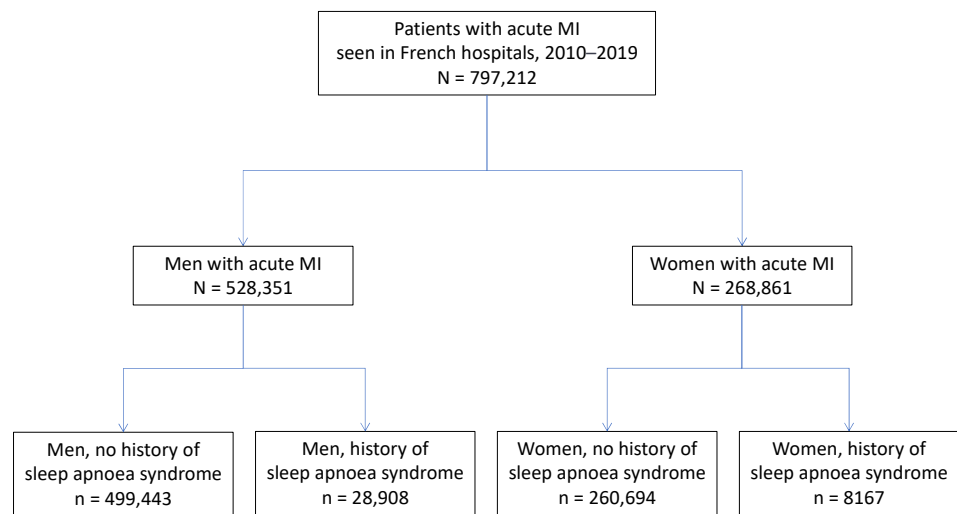 Patients with acute MI
seen in French hospitals, 2010–2019
N = 797,212
Men with acute MI
N = 528,351
Women with acute MI
N = 268,861
Men, no history of
sleep apnoea syndrome
n = 499,443
Men, history of
sleep apnoea syndrome
n = 28,908
Women, no history of
sleep apnoea syndrome
n = 260,694
Women, history of
sleep apnoea syndrome
n = 8167